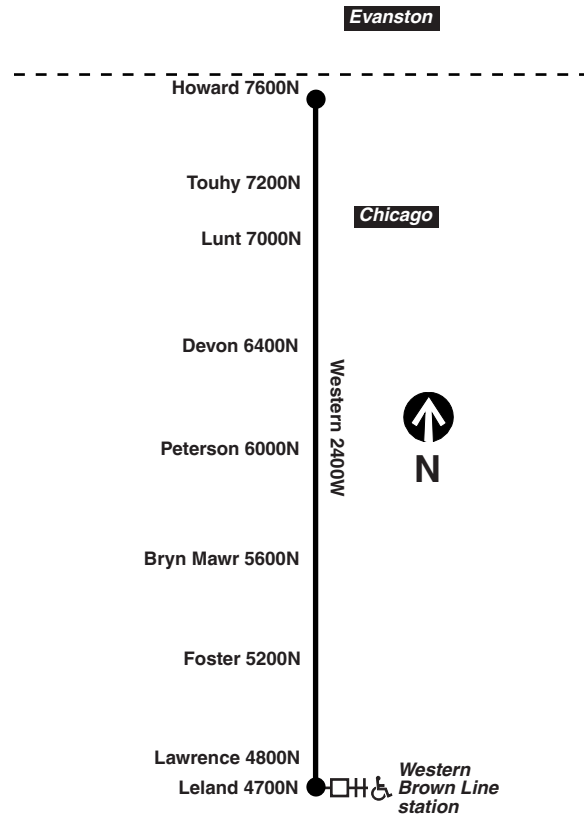 Evanston
Howard 7600N
Touhy 7200N
Chicago
Lunt 7000N
Devon 6400N
Western 2400W
Peterson 6000N
N
Bryn Mawr 5600N
Foster 5200N
Lawrence 4800N
Leland 4700N
Western
Brown Line
station